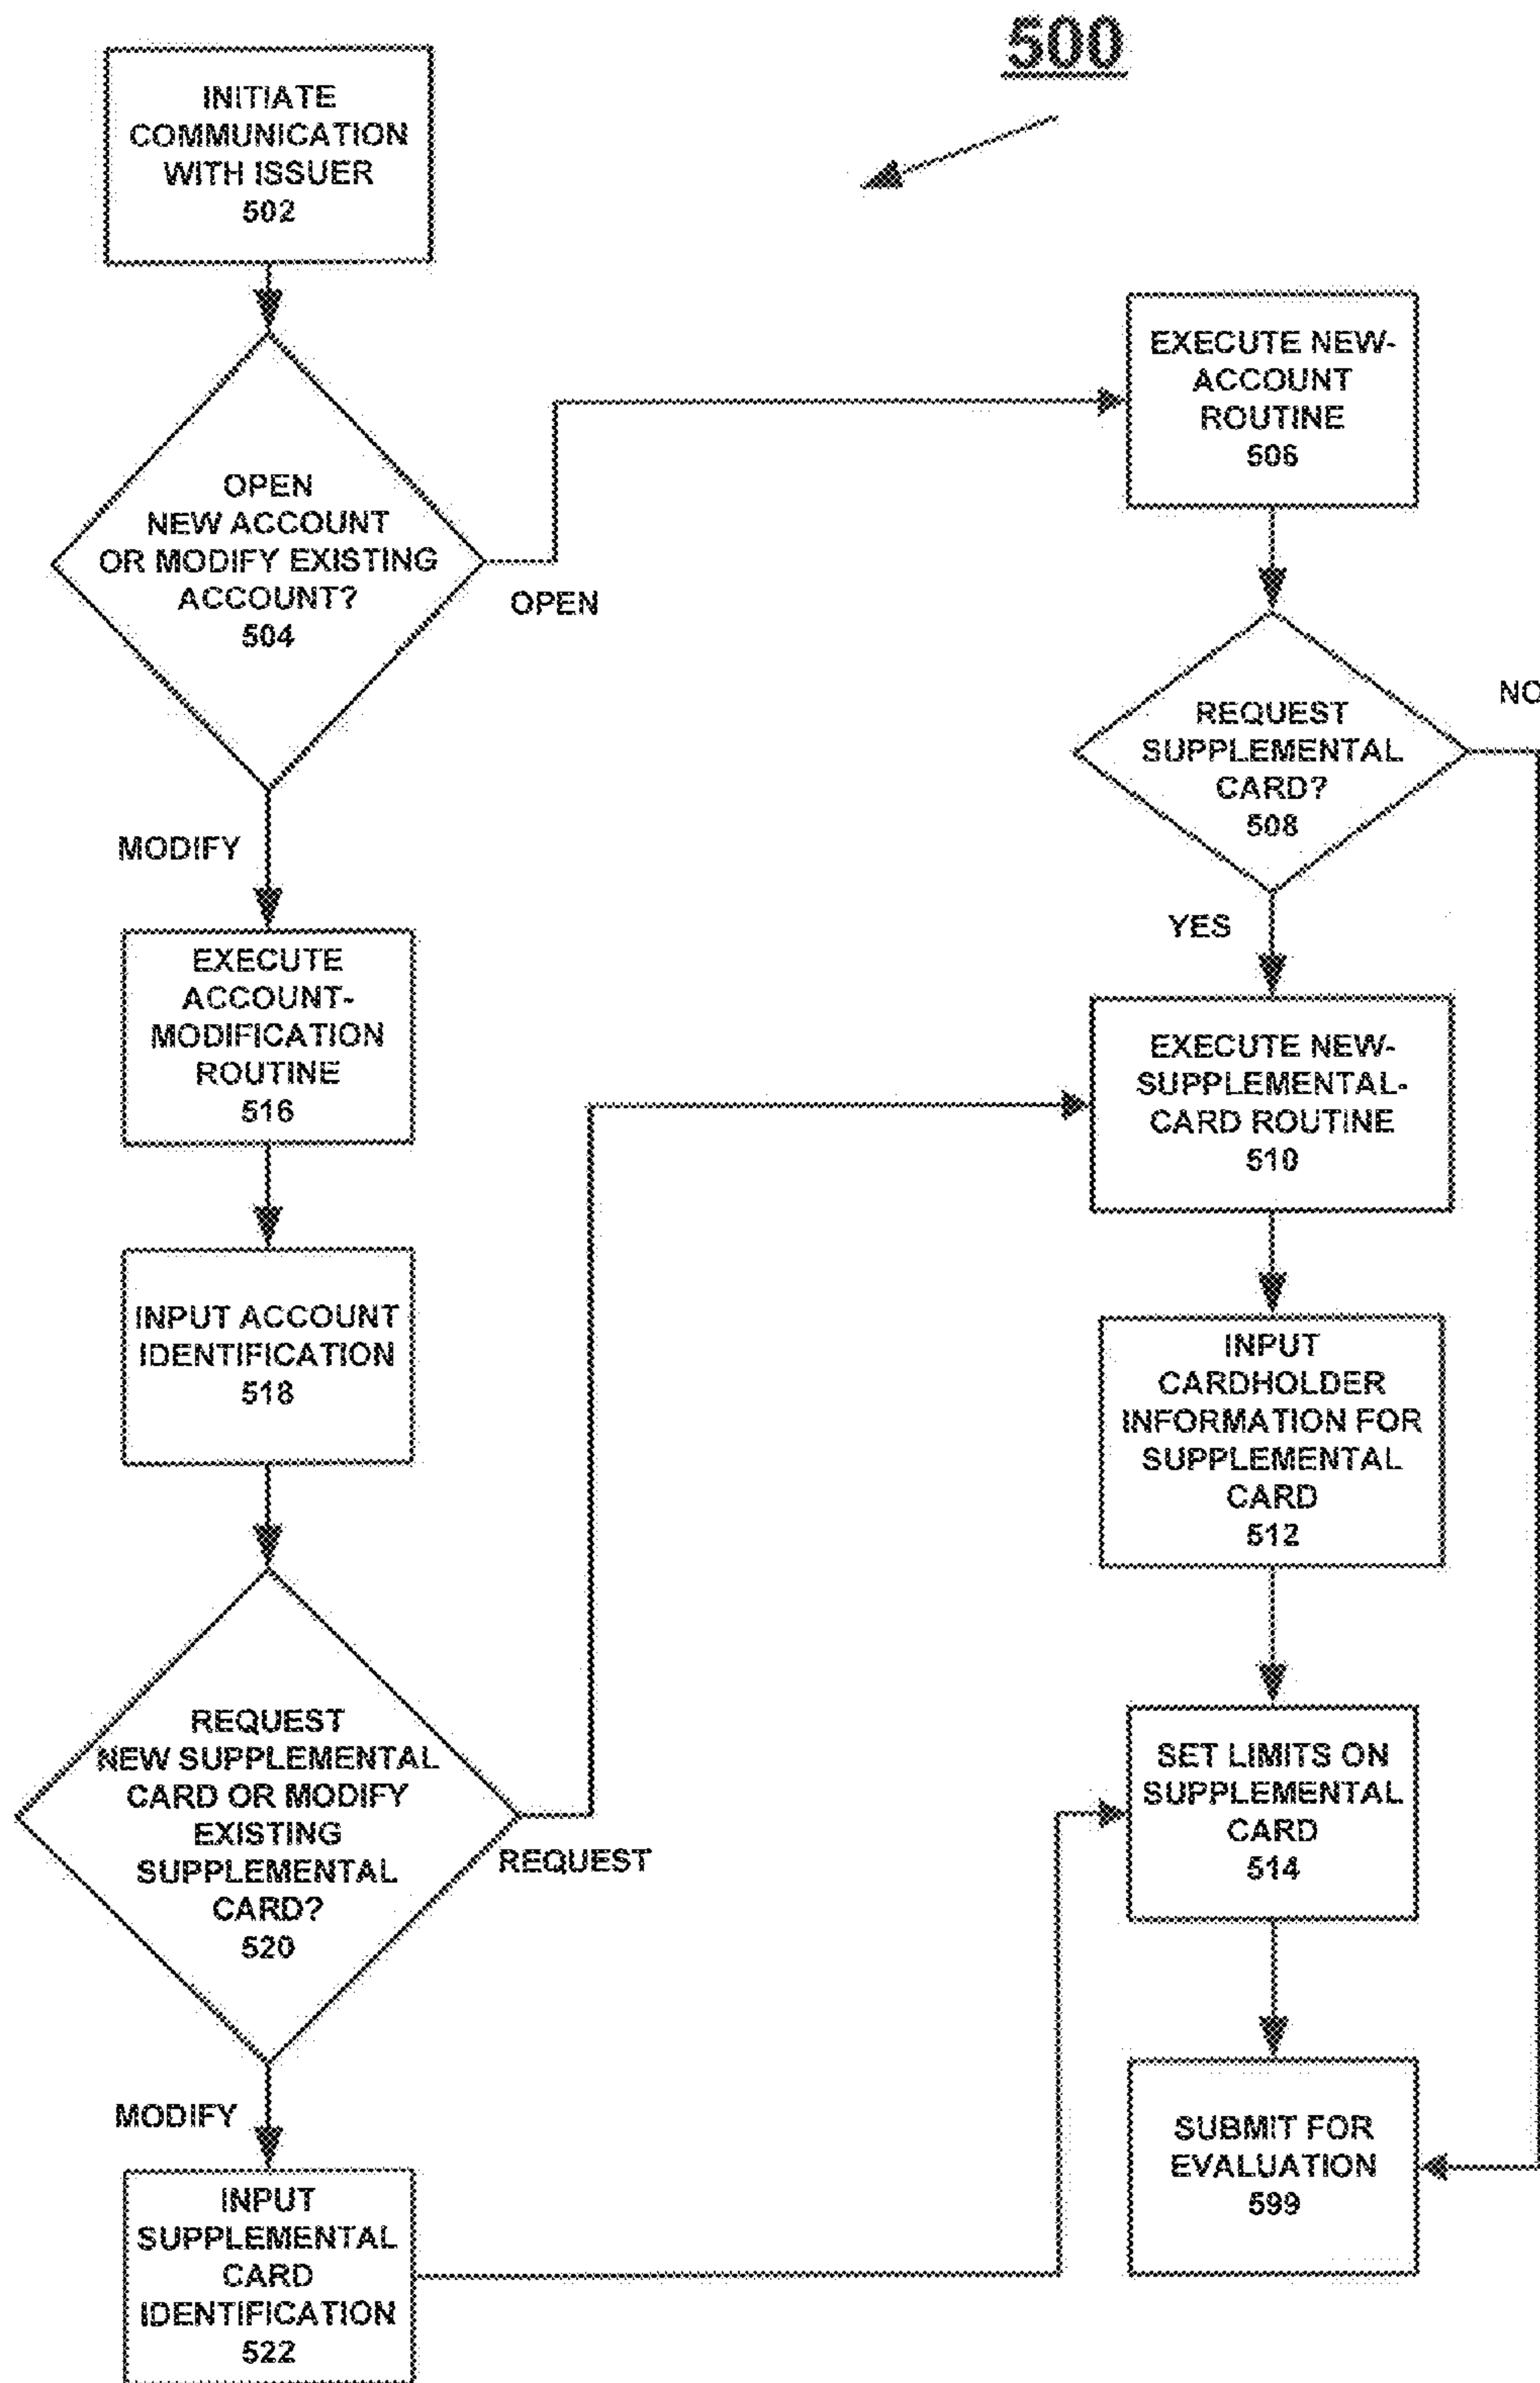 500
INITIATE
COMMUNICATION
WITH ISSUER
502
OPEN
NEW ACCOUNT
OR MODIFY EXISTING
ACCOUNT?
504
OPEN
MODIFY
EXECUTE NEW-
ACCOUNT
ROUTINE
506
REQUEST
SUPPLEMENTAL
CARD?
508
NO
YES
EXECUTE
ACCOUNT-
MODIFICATION
ROUTINE
516
EXECUTE NEW-
SUPPLEMENTAL-
CARD ROUTINE
510
INPUT ACCOUNT
IDENTIFICATION
518
INPUT
CARDHOLDER
INFORMATION FOR
SUPPLEMENTAL
CARD
512
REQUEST
NEW SUPPLEMENTAL
CARD OR MODIFY
EXISTING
SUPPLEMENTAL
CARD?
520
REQUEST
MODIFY
SET LIMITS ON
SUPPLEMENTAL
CARD
514
INPUT
SUPPLEMENTAL
CARD
IDENTIFICATION
522
SUBMIT FOR
EVALUATION
599